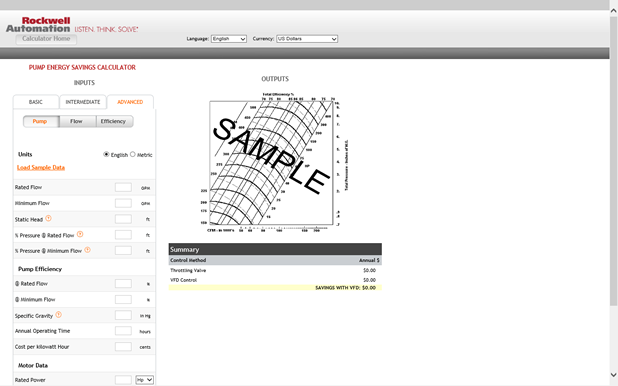 Rockwell
Automation LISTEN. THINK. SOLVE.®
Calculator Home
Language: English Currency: US Dollars
PUMP ENERGY SAVINGS CALCULATOR
INPUTS
BASIC INTERMEDIATE ADVANCED
Pump Flow Efficiency
Units English Metric
Load Sample Data
Rated Flow GPM
Minimum Flow GPM
Static Head ? ft
% Pressure @ Rated Flow ? ft
% Pressure @ Minimum Flow ? ft
Pump Efficiency
@ Rated Flow %
@ Minimum Flow %
Specific Gravity ? in Hg
Annual Operating Time hours
Cost per kilowatt Hour cents
Motor Data
Rated Power Hp
OUTPUTS
Total Efficiency %
SAMPLE
Total Pressure - Inches of W.G.
Summary
Control Method Annual $
Throttling Valve $0.00
VFD Control $0.00
SAVINGS WITH VFD: $0.00